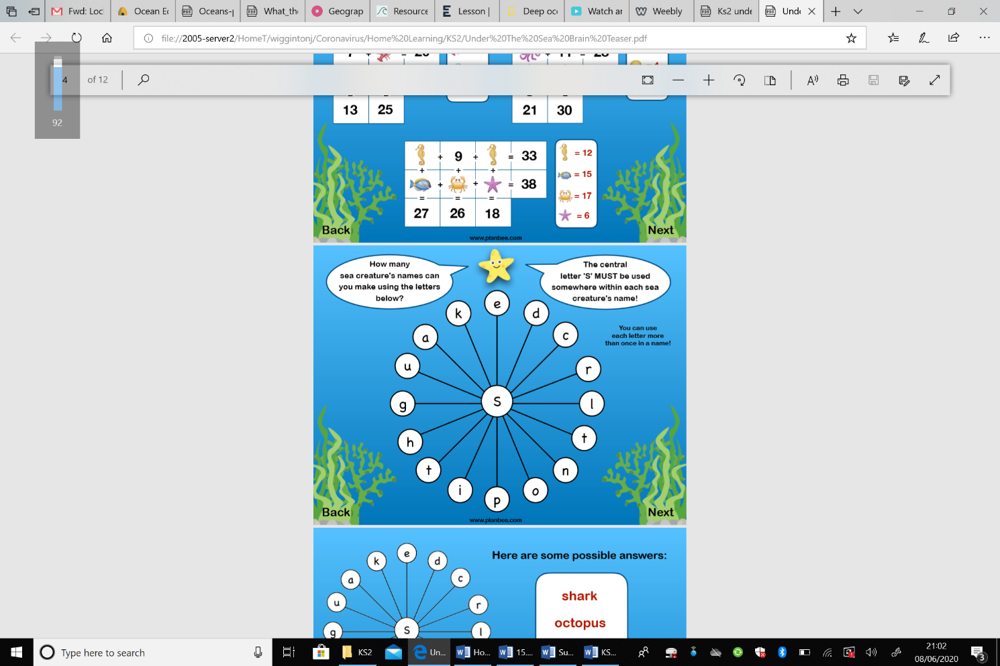 Fwd: Loc
Ocean Ec
Oceans-p
What_the
Geograp
Resource
Lesson |
Deep oce
Watch an
Weebly
Ks2 unde
Unde
file://2005-server2/HomeT/wiggintonj/Coronavirus/Home%20Learning/KS2/Under%20The%20Sea%20Brain%20Teaser.pdf
4 of 12
92
13 25
21 30
+ 9 + = 33
+ + +
+ + = 38
= = =
27 26 18
= 12
= 15
= 17
= 6
Back
Next
www.planbee.com
How many
sea creature's names can
you make using the letters
below?
The central
letter 'S' MUST be used
somewhere within each sea
creature's name!
You can use
each letter more
than once in a name!
e
d
c
r
l
t
n
o
p
i
t
h
g
u
a
k
S
Back
Next
www.planbee.com
e
d
c
r
l
g
u
a
k
S
Here are some possible answers:
shark
octopus
Type here to search
KS2
Un...
Ho...
15....
Su...
KS...
21:02
08/06/2020
3